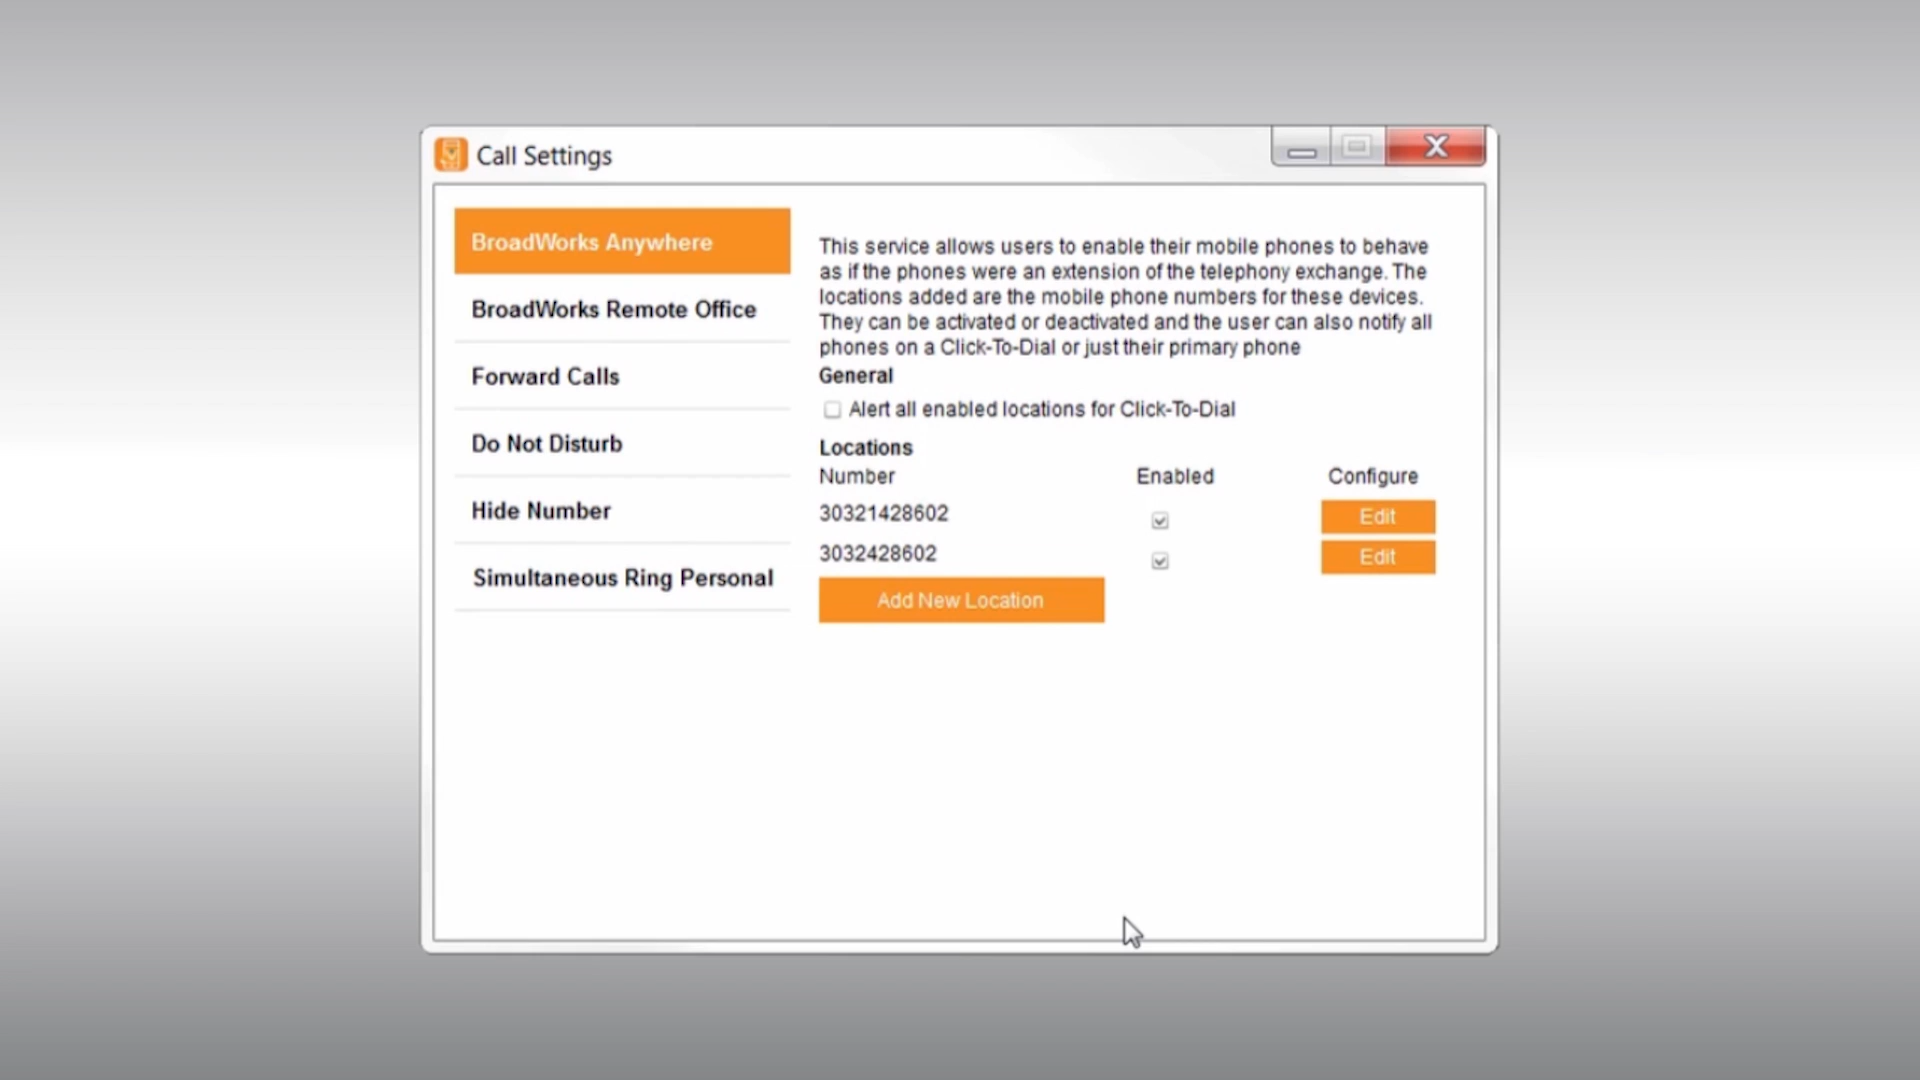 Call Settings
BroadWorks Anywhere
BroadWorks Remote Office
Forward Calls
Do Not Disturb
Hide Number
Simultaneous Ring Personal
This service allows users to enable their mobile phones to behave
as if the phones were an extension of the telephony exchange. The
locations added are the mobile phone numbers for these devices.
They can be activated or deactivated and the user can also notify all
phones on a Click-To-Dial or just their primary phone
General
Alert all enabled locations for Click-To-Dial
Locations
Number Enabled Configure
30321428602 Edit
3032428602 Edit
Add New Location